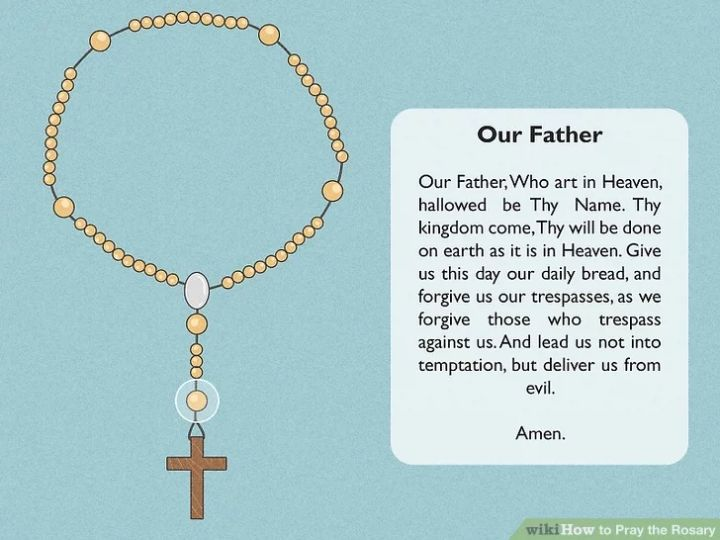 Our Father
Our Father, Who art in Heaven,
hallowed be Thy Name. Thy
kingdom come, Thy will be done
on earth as it is in Heaven. Give
us this day our daily bread, and
forgive us our trespasses, as we
forgive those who trespass
against us. And lead us not into
temptation, but deliver us from
evil.
Amen.
wikiHow to Pray the Rosary